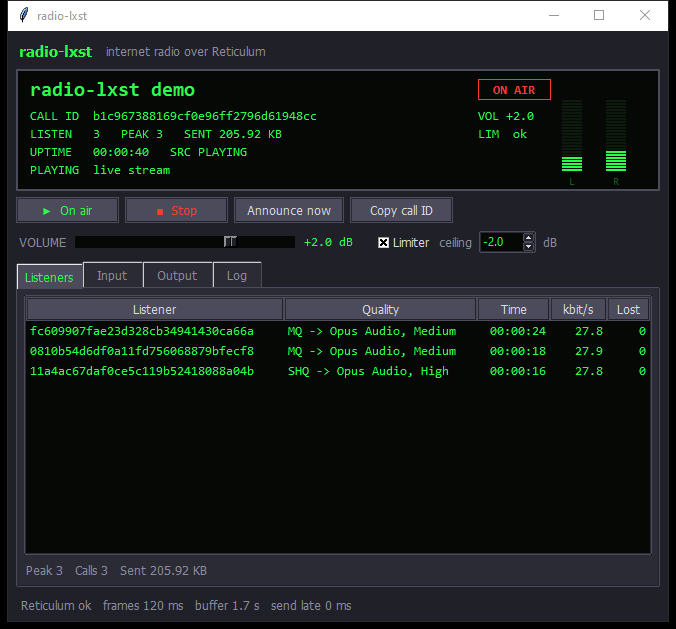 radio-lxst
radio-lxst internet radio over Reticulum
radio-lxst demo
ON AIR
CALL ID b1c967388169cf0e96ff2796d61948cc
VOL +2.0
LISTEN 3 PEAK 3 SENT 205.92 KB
LIM ok
UPTIME 00:00:40 SRC PLAYING
PLAYING live stream
L R
► On air ■ Stop Announce now Copy call ID
VOLUME +2.0 dB Limiter ceiling -2.0 dB
Listeners Input Output Log
Listener Quality Time kbit/s Lost
fc609907fae23d328cb34941430ca66a MQ -> Opus Audio, Medium 00:00:24 27.8 0
0810b54d6df0a11fd756068879bfecf8 MQ -> Opus Audio, Medium 00:00:18 27.9 0
11a4ac67daf0ce5c119b52418088a04b SHQ -> Opus Audio, High 00:00:16 27.8 0
Peak 3 Calls 3 Sent 205.92 KB
Reticulum ok frames 120 ms buffer 1.7 s send late 0 ms